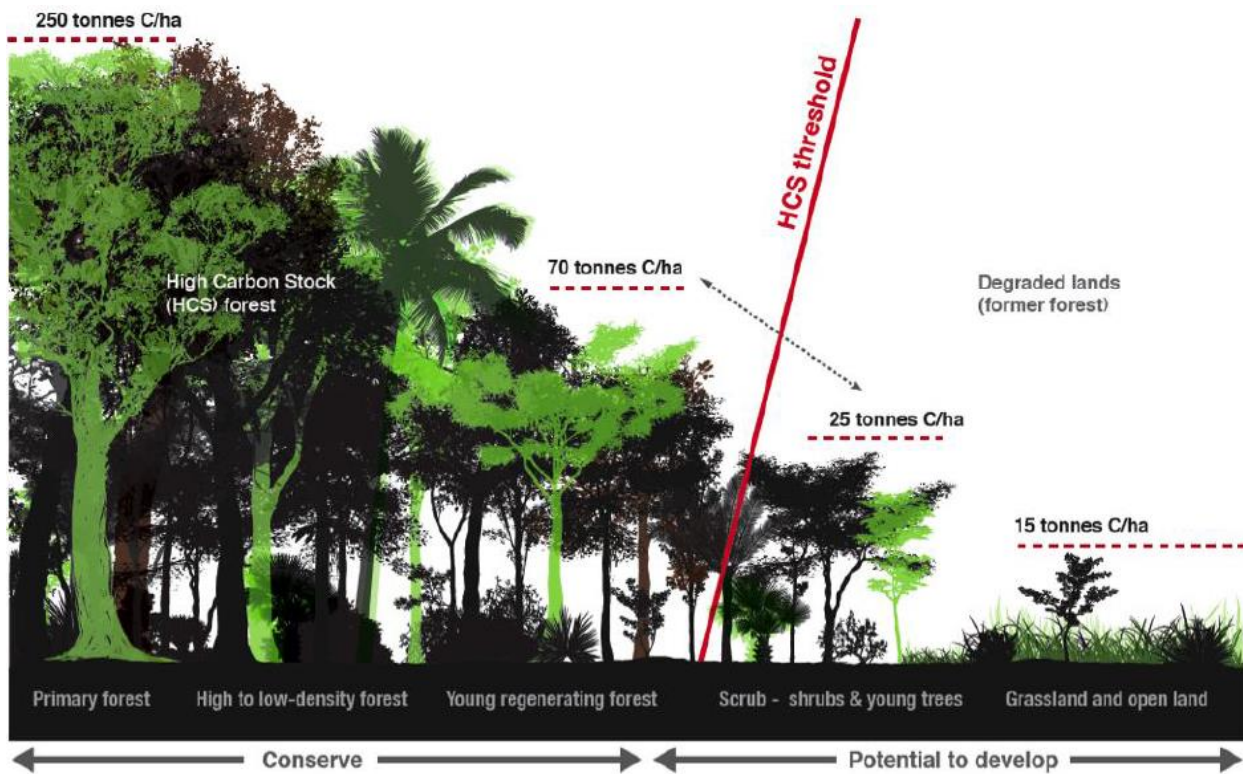 250 tonnes C/ha
HCS threshold
High Carbon Stock
(HCS) forest
70 tonnes C/ha
Degraded lands
(former forest)
25 tonnes C/ha
15 tonnes C/ha
Primary forest
High to low-density forest
Young regenerating forest
Scrub - shrubs & young trees
Grassland and open land
Conserve
Potential to develop